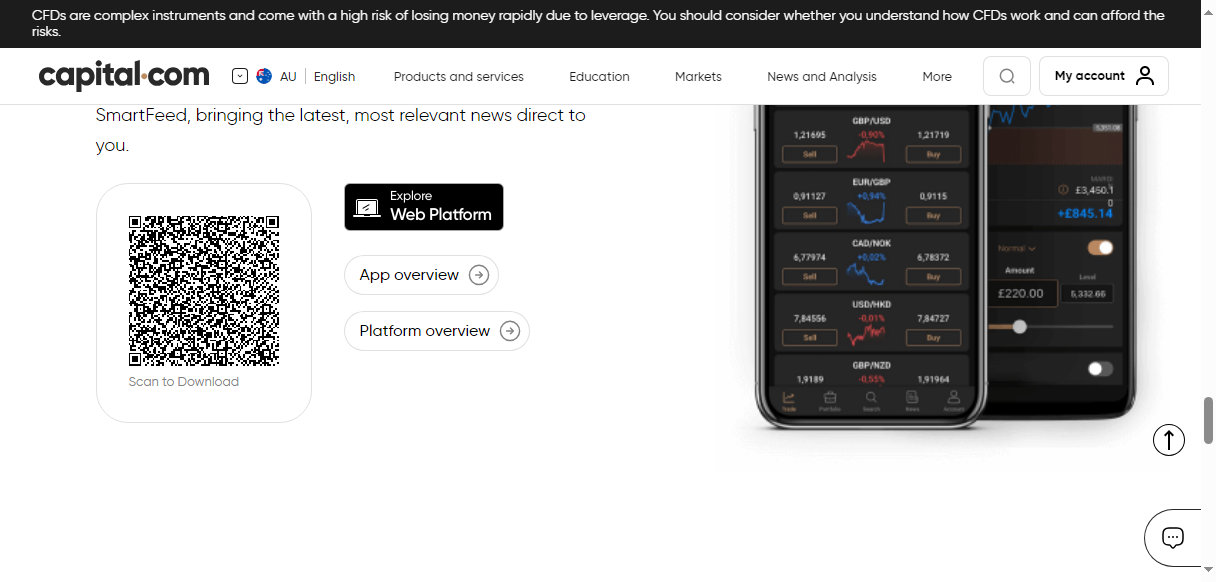 CFDs are complex instruments and come with a high risk of losing money rapidly due to leverage. You should consider whether you understand how CFDs work and can afford the
risks.
capital.com
AU
English
Products and services
Education
Markets
News and Analysis
More
My account
SmartFeed, bringing the latest, most relevant news direct to
you.
Scan to Download
Explore
Web Platform
App overview
Platform overview
GBP/USD
1,21695
-0,90%
1,21719
Sell
Buy
EUR/GBP
0,91127
+0,94%
0,9115
Sell
Buy
CAD/NOK
6,77974
+0,02%
6,78372
Sell
Buy
USD/HKD
7,84556
-0,01%
7,84727
Sell
Buy
GBP/NZD
1,9189
-0,55%
1,91964
Trade
Portfolio
Search
News
Account
£3,450.1
0
+£845.14
Normal
Amount
Level
£220.00
5,332.66